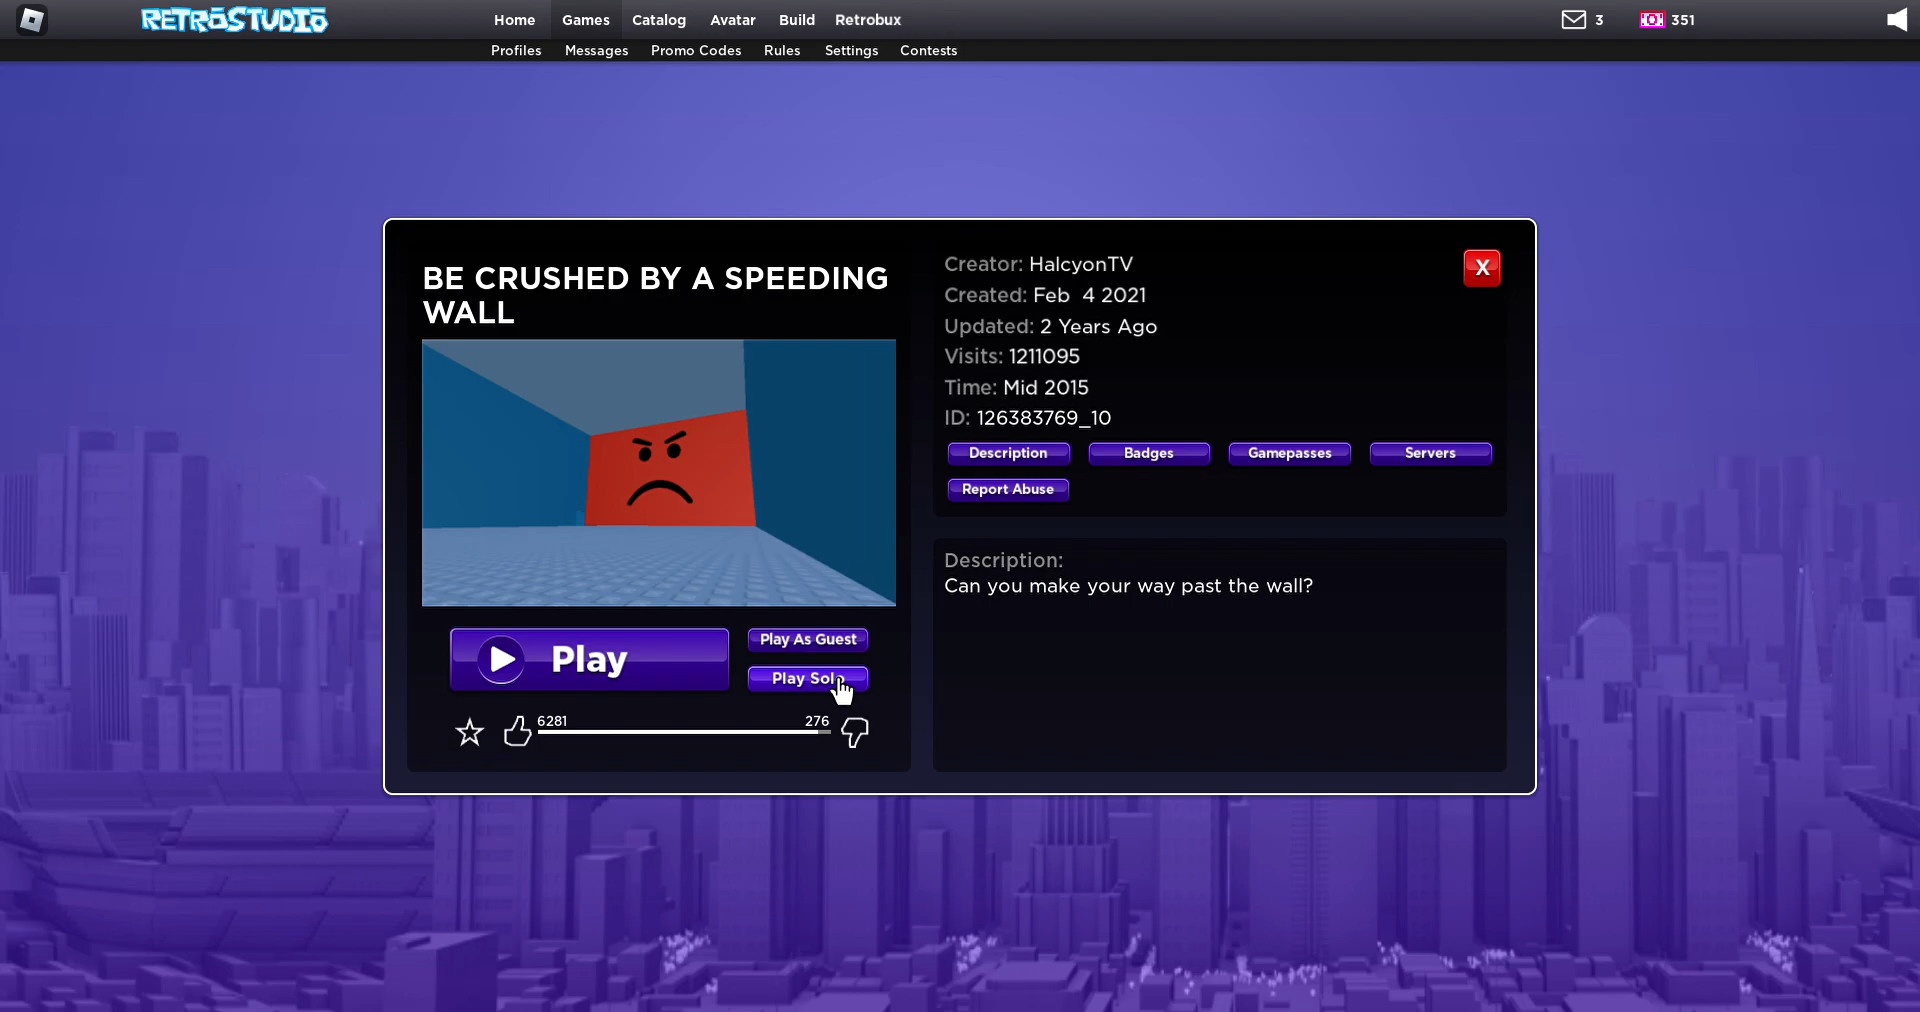 RETROSTUDIO
Home Games Catalog Avatar Build Retrobux
3
351
Profiles Messages Promo Codes Rules Settings Contests
BE CRUSHED BY A SPEEDING
WALL
Play
Play As Guest
Play Solo
6281
276
Creator: HalcyonTV
X
Created: Feb 4 2021
Updated: 2 Years Ago
Visits: 1211095
Time: Mid 2015
ID: 126383769_10
Description Badges Gamepasses Servers
Report Abuse
Description:
Can you make your way past the wall?